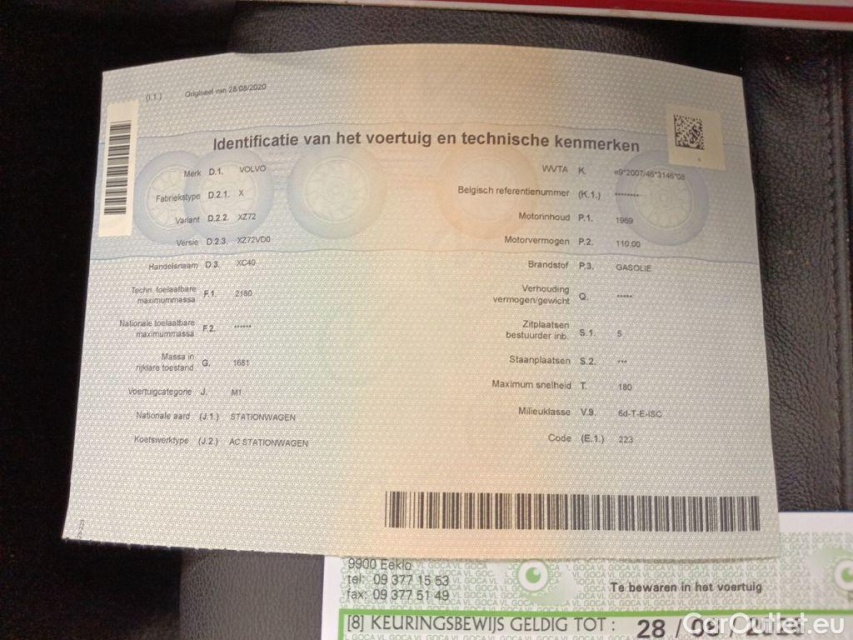 (I.1.) Origineel van 28/08/2020
Identificatie van het voertuig en technische kenmerken
Merk D.1. VOLVO
Fabriekstype D.2.1. X
Variant D.2.2. XZ72
Versie D.2.3. XZ72VD0
Handelsnaam D.3. XC40
Techn. toelaatbare
maximummassa F.1. 2180
Nationale toelaatbare
maximummassa F.2. ******
Massa in
rijklare toestand G. 1681
Voertuigcategorie J. M1
Nationale aard (J.1.) STATIONWAGEN
Koetswerktype (J.2.) AC STATIONWAGEN
WVTA K. e9*2007/46*3146*08
Belgisch referentienummer (K.1.) ********
Motorinhoud P.1. 1969
Motorvermogen P.2. 110.00
Brandstof P.3. GASOLIE
Verhouding
vermogen/gewicht Q. *****
Zitplaatsen
bestuurder inb. S.1. 5
Staanplaatsen S.2. ***
Maximum snelheid T. 180
Milieuklasse V.9. 6d-T-E-ISC
Code (E.1.) 223
9900 Eeklo
tel: 09 377 15 53
fax: 09 377 51 49
Te bewaren in het voertuig
[8] KEURINGSBEWIJS GELDIG TOT : 28 / 09 /
CarOutlet.eu